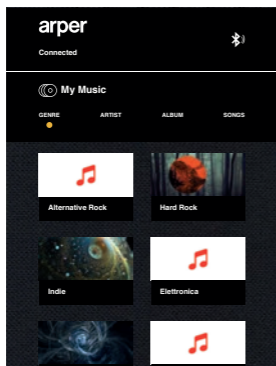 arper
Connected
My Music
GENRE ARTIST ALBUM SONGS
Alternative Rock Hard Rock
Indie Elettronica